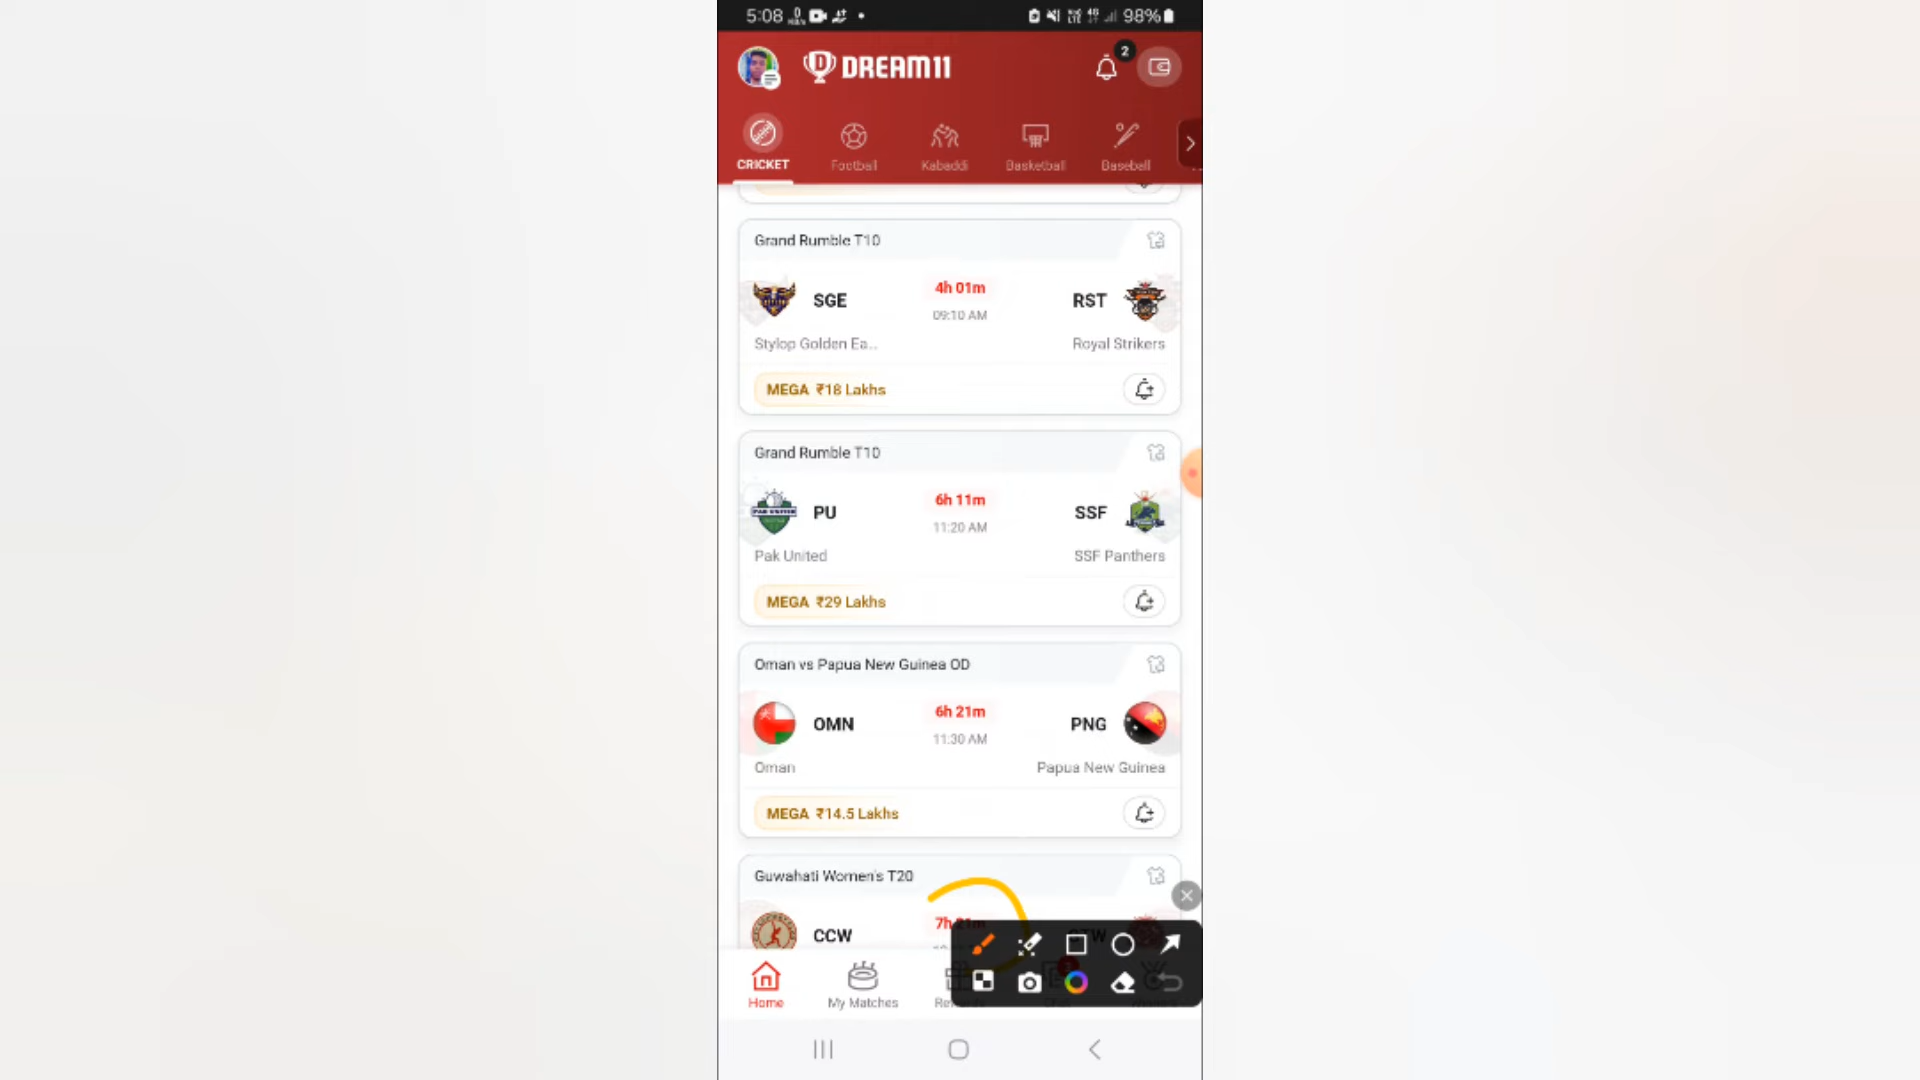 5:08
98%
DREAM11
2
CRICKET
Football
Kabaddi
Basketball
Baseball
Grand Rumble T10
SGE
4h 01m
09:10 AM
RST
Stylop Golden Ea...
Royal Strikers
MEGA ₹18 Lakhs
Grand Rumble T10
PU
6h 11m
11:20 AM
SSF
Pak United
SSF Panthers
MEGA ₹29 Lakhs
Oman vs Papua New Guinea OD
OMN
6h 21m
11:30 AM
PNG
Oman
Papua New Guinea
MEGA ₹14.5 Lakhs
Guwahati Women's T20
CCW
7h 21m
Home
My Matches